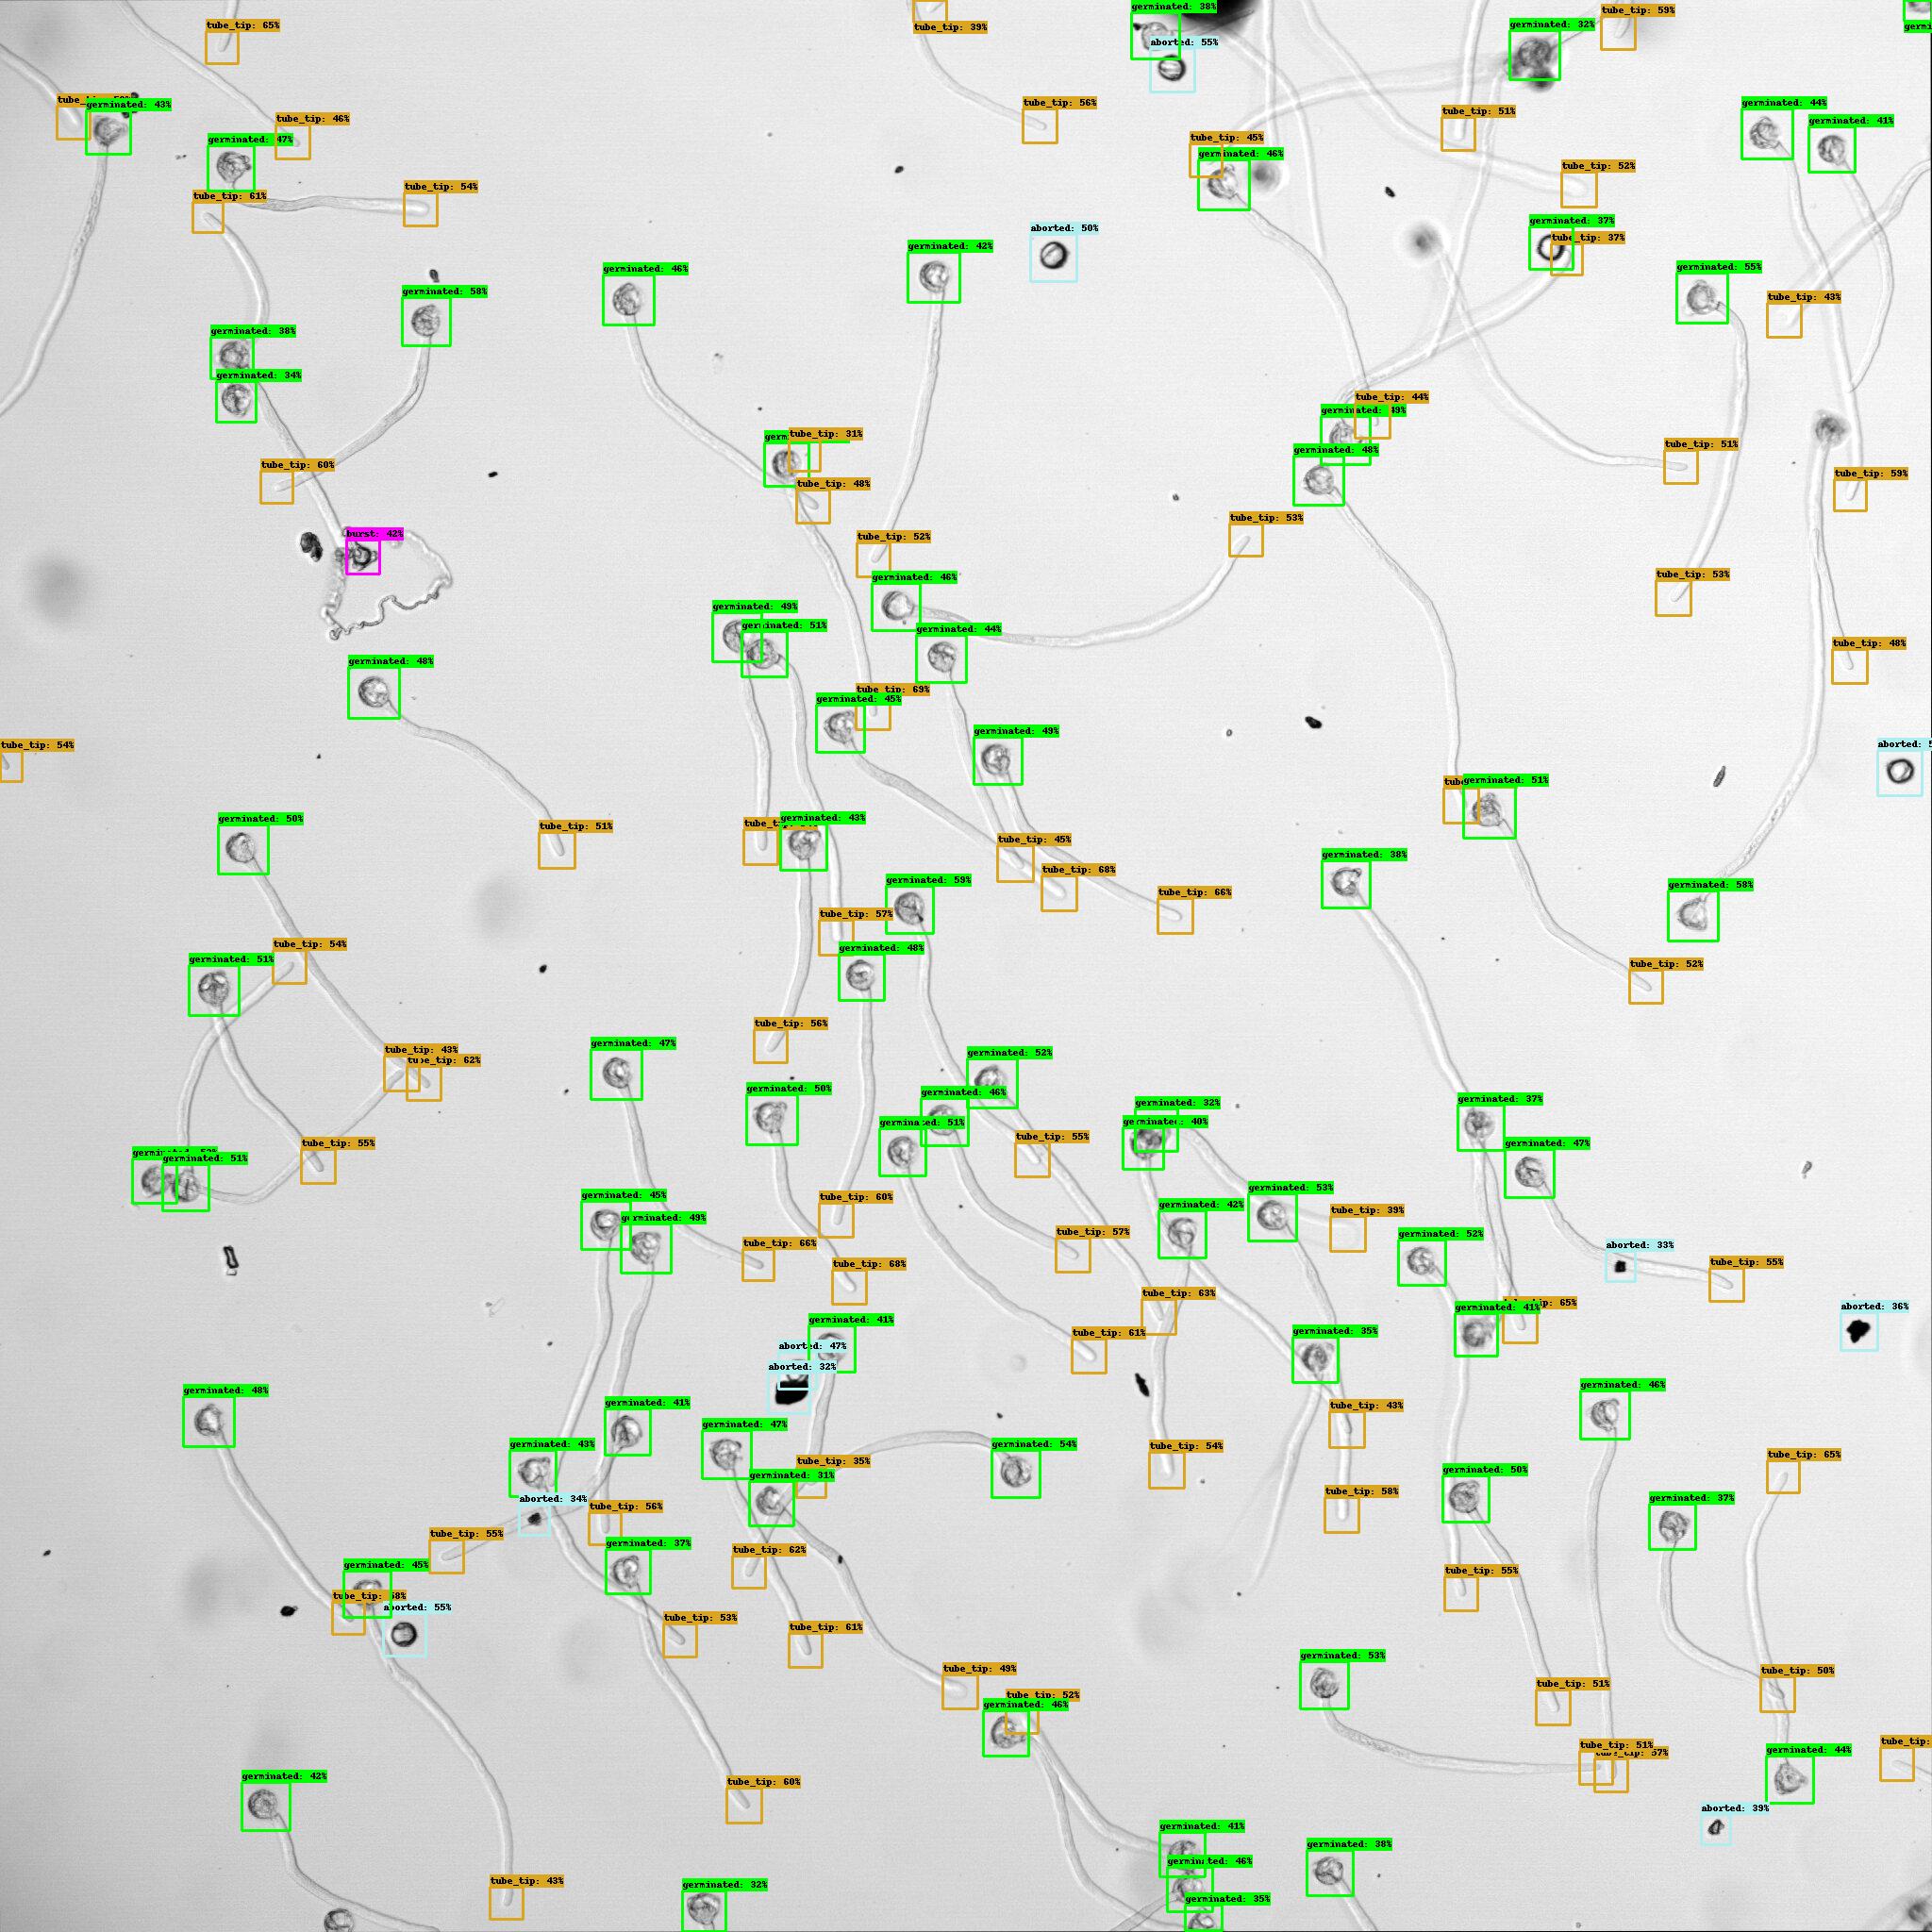 germinated: 38%
tube_tip: 59%
tube_tip: 65%
germinated: 32%
tube_tip: 39%
aborted: 55%
tube_tip: 56%
germinated: 43%
germinated: 44%
tube_tip: 51%
tube_tip: 46%
germinated: 41%
germinated: 47%
tube_tip: 45%
germinated: 46%
tube_tip: 52%
tube_tip: 54%
tube_tip: 61%
germinated: 37%
aborted: 50%
tube_tip: 37%
germinated: 42%
germinated: 46%
germinated: 55%
germinated: 58%
tube_tip: 43%
germinated: 38%
germinated: 34%
tube_tip: 44%
tube_tip: 31%
germinated: 48%
tube_tip: 51%
tube_tip: 60%
tube_tip: 59%
tube_tip: 48%
tube_tip: 53%
burst: 42%
tube_tip: 52%
germinated: 46%
tube_tip: 53%
germinated: 49%
germinated: 51%
germinated: 44%
tube_tip: 48%
germinated: 48%
tube_tip: 69%
germinated: 45%
germinated: 49%
tube_tip: 54%
germinated: 51%
germinated: 50%
germinated: 43%
tube_tip: 51%
tube_tip: 45%
germinated: 38%
tube_tip: 68%
germinated: 59%
germinated: 58%
tube_tip: 66%
tube_tip: 57%
tube_tip: 54%
germinated: 48%
germinated: 51%
tube_tip: 52%
tube_tip: 56%
germinated: 47%
tube_tip: 43%
germinated: 52%
tube_tip: 62%
germinated: 50%
germinated: 46%
germinated: 37%
germinated: 32%
germinated: 51%
germinated: 40%
tube_tip: 55%
tube_tip: 55%
germinated: 47%
germinated: 51%
germinated: 53%
germinated: 45%
tube_tip: 60%
germinated: 42%
tube_tip: 39%
germinated: 49%
tube_tip: 57%
germinated: 52%
tube_tip: 66%
aborted: 33%
tube_tip: 68%
tube_tip: 55%
tube_tip: 63%
tube_tip: 65%
germinated: 41%
aborted: 36%
germinated: 41%
tube_tip: 61%
germinated: 35%
aborted: 47%
aborted: 32%
germinated: 46%
germinated: 48%
germinated: 41%
tube_tip: 43%
germinated: 47%
germinated: 43%
germinated: 54%
tube_tip: 54%
tube_tip: 65%
tube_tip: 35%
germinated: 50%
germinated: 31%
tube_tip: 58%
aborted: 34%
germinated: 37%
tube_tip: 56%
tube_tip: 55%
germinated: 37%
tube_tip: 62%
germinated: 45%
tube_tip: 55%
aborted: 55%
tube_tip: 53%
tube_tip: 61%
germinated: 53%
tube_tip: 49%
tube_tip: 50%
tube_tip: 51%
tube_tip: 52%
germinated: 46%
tube_tip: 51%
germinated: 44%
tube_tip:
germinated: 42%
tube_tip: 60%
aborted: 39%
germinated: 41%
germinated: 38%
germinated: 46%
tube_tip: 43%
germinated: 32%
germinated: 35%